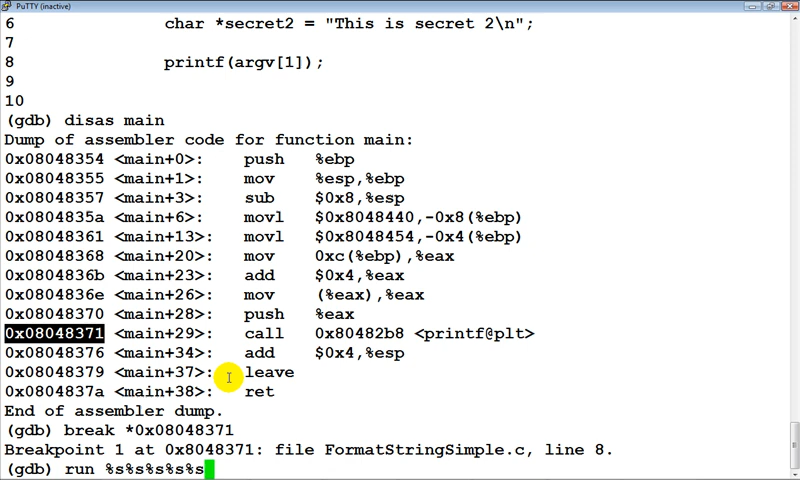 PuTTY (inactive)
6 char *secret2 = "This is secret 2\n";
7
8 printf(argv[1]);
9
10
(gdb) disas main
Dump of assembler code for function main:
0x08048354 <main+0>: push %ebp
0x08048355 <main+1>: mov %esp,%ebp
0x08048357 <main+3>: sub $0x8,%esp
0x0804835a <main+6>: movl $0x8048440,-0x8(%ebp)
0x08048361 <main+13>: movl $0x8048454,-0x4(%ebp)
0x08048368 <main+20>: mov 0xc(%ebp),%eax
0x0804836b <main+23>: add $0x4,%eax
0x0804836e <main+26>: mov (%eax),%eax
0x08048370 <main+28>: push %eax
0x08048371 <main+29>: call 0x80482b8 <printf@plt>
0x08048376 <main+34>: add $0x4,%esp
0x08048379 <main+37>: leave
0x0804837a <main+38>: ret
End of assembler dump.
(gdb) break *0x08048371
Breakpoint 1 at 0x8048371: file FormatStringSimple.c, line 8.
(gdb) run %s%s%s%s%s